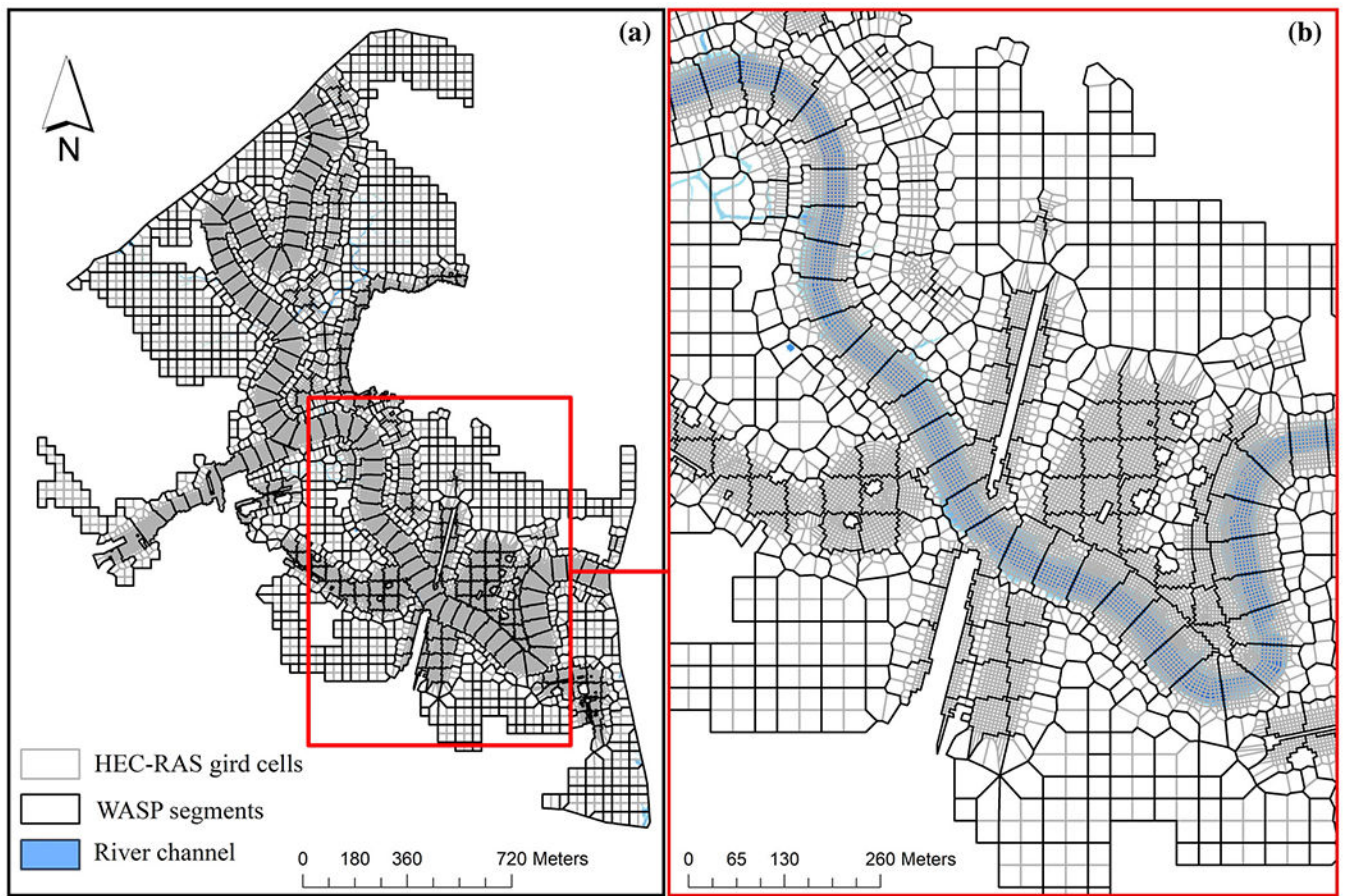 (a)
(b)
N
HEC-RAS gird cells
WASP segments
River channel
0 180 360 720 Meters
0 65 130 260 Meters